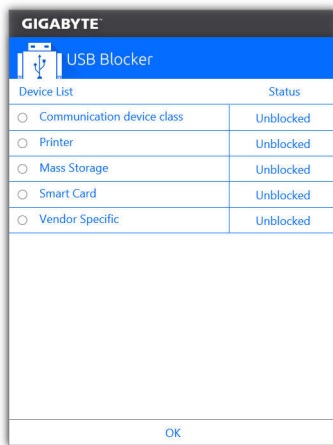 GIGABYTE™
USB Blocker
Device List Status
Communication device class Unblocked
Printer Unblocked
Mass Storage Unblocked
Smart Card Unblocked
Vendor Specific Unblocked
OK